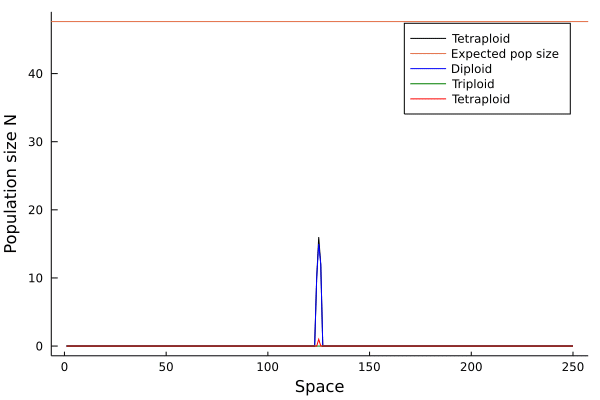 Tetraploid
Expected pop size
Diploid
Triploid
Tetraploid
Population size N
40
30
20
10
0
0 50 100 150 200 250
Space